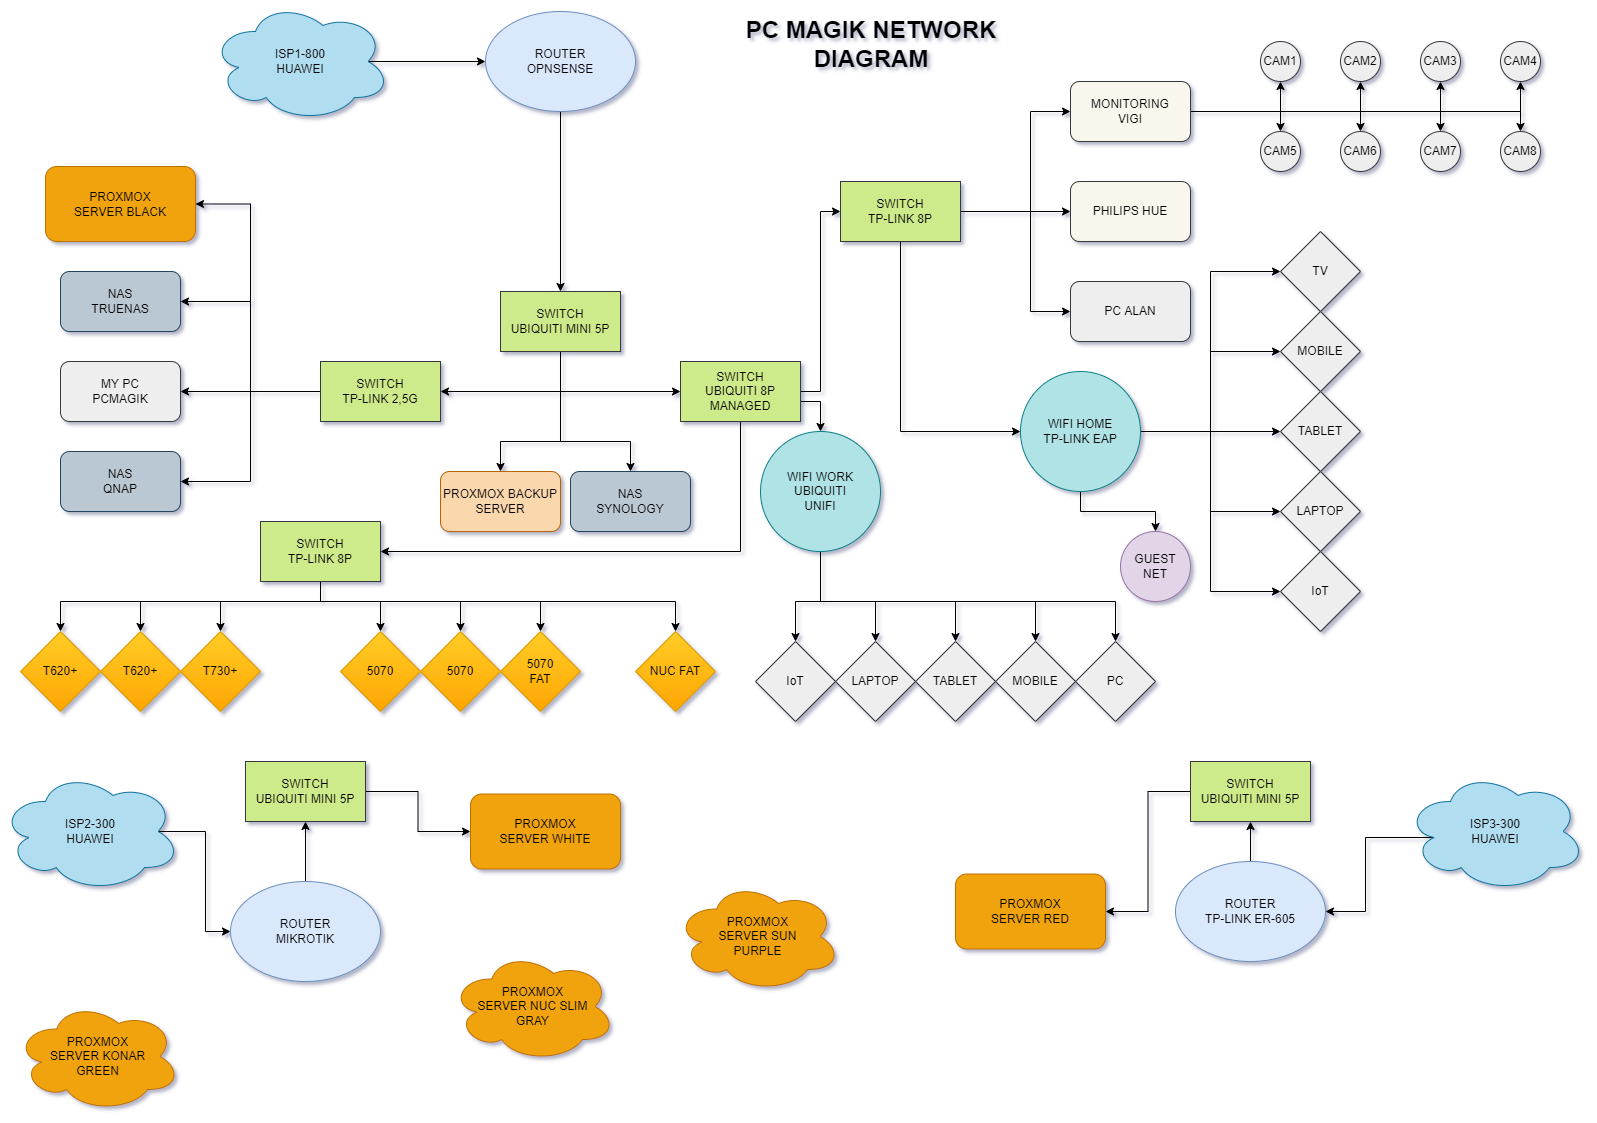 PC MAGIK NETWORK
DIAGRAM
ISP1-800
HUAWEI
ROUTER
OPNSENSE
CAM1
CAM2
CAM3
CAM4
MONITORING
VIGI
CAM5
CAM6
CAM7
CAM8
PROXMOX
SERVER BLACK
SWITCH
TP-LINK 8P
PHILIPS HUE
NAS
TRUENAS
SWITCH
UBIQUITI MINI 5P
PC ALAN
TV
MOBILE
MY PC
PCMAGIK
SWITCH
TP-LINK 2,5G
SWITCH
UBIQUITI 8P
MANAGED
WIFI HOME
TP-LINK EAP
TABLET
NAS
QNAP
PROXMOX BACKUP
SERVER
NAS
SYNOLOGY
WIFI WORK
UBIQUITI
UNIFI
LAPTOP
SWITCH
TP-LINK 8P
GUEST
NET
IoT
T620+
T620+
T730+
5070
5070
5070
FAT
NUC FAT
IoT
LAPTOP
TABLET
MOBILE
PC
SWITCH
UBIQUITI MINI 5P
SWITCH
UBIQUITI MINI 5P
ISP2-300
HUAWEI
PROXMOX
SERVER WHITE
ISP3-300
HUAWEI
ROUTER
MIKROTIK
PROXMOX
SERVER SUN
PURPLE
PROXMOX
SERVER RED
ROUTER
TP-LINK ER-605
PROXMOX
SERVER NUC SLIM
GRAY
PROXMOX
SERVER KONAR
GREEN